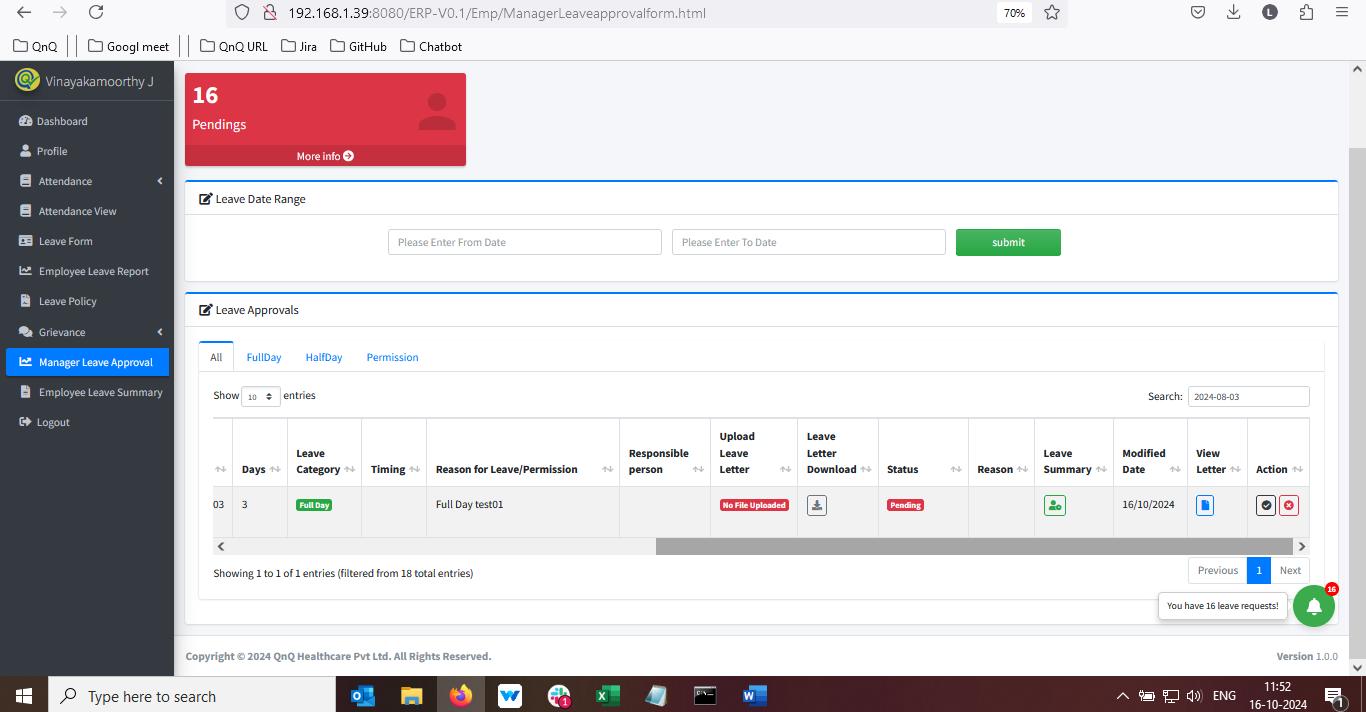 192.168.1.39:8080/ERP-V0.1/Emp/ManagerLeaveapprovalform.html
70%
L
QnQ
Googl meet
QnQ URL
Jira
GitHub
Chatbot
Vinayakamoorthy J
Dashboard
Profile
Attendance
Attendance View
Leave Form
Employee Leave Report
Leave Policy
Grievance
Manager Leave Approval
Employee Leave Summary
Logout
16
Pendings
More info
Leave Date Range
Please Enter From Date
Please Enter To Date
submit
Leave Approvals
All
FullDay
HalfDay
Permission
Show 10 entries
Search: 2024-08-03
Days
Leave Category
Timing
Reason for Leave/Permission
Responsible person
Upload Leave Letter
Leave Letter Download
Status
Reason
Leave Summary
Modified Date
View Letter
Action
03
3
Full Day
Full Day test01
No File Uploaded
Pending
16/10/2024
Showing 1 to 1 of 1 entries (filtered from 18 total entries)
Previous
1
Next
You have 16 leave requests!
16
Copyright © 2024 QnQ Healthcare Pvt Ltd. All Rights Reserved.
Version 1.0.0
Type here to search
1
ENG
11:52
16-10-2024
1